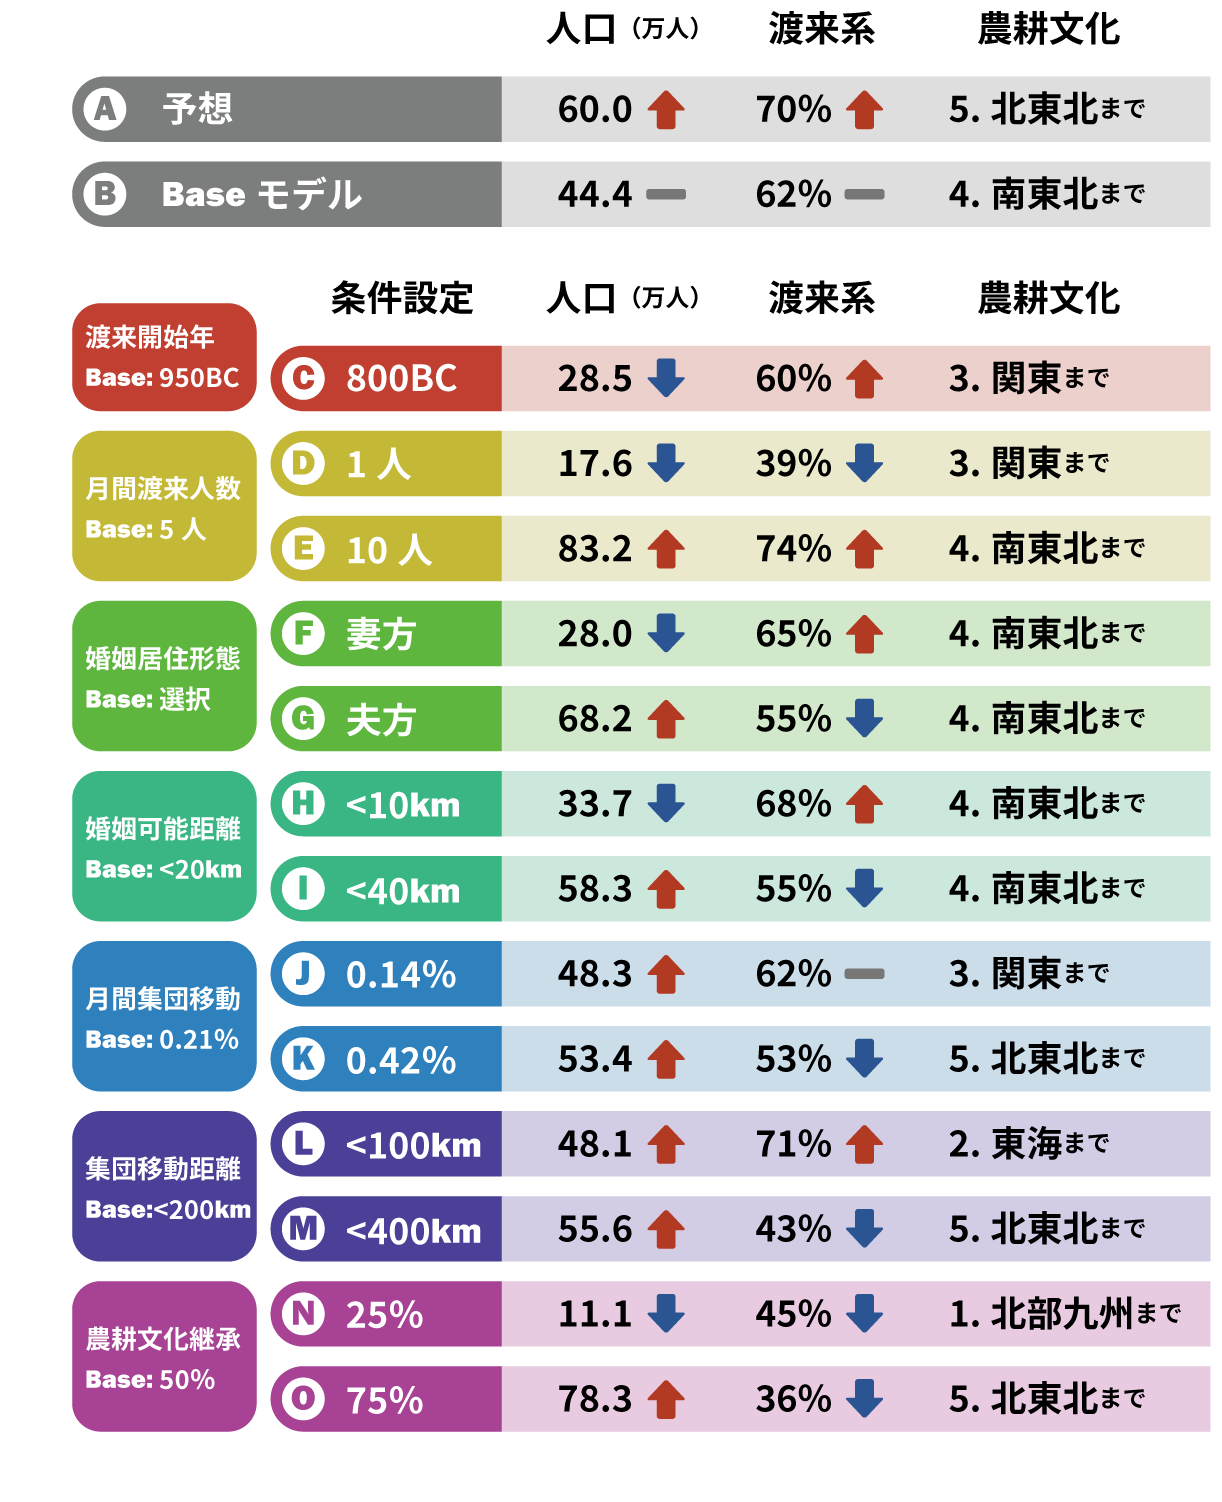 人口（万人） 渡来系 農耕文化
A 予想 60.0 70% 5. 北東北まで
B Base モデル 44.4 62% 4. 南東北まで
条件設定 人口（万人） 渡来系 農耕文化
渡来開始年
Base: 950BC
C 800BC 28.5 60% 3. 関東まで
月間渡来人数
Base: 5 人
D 1 人 17.6 39% 3. 関東まで
E 10 人 83.2 74% 4. 南東北まで
婚姻居住形態
Base: 選択
F 妻方 28.0 65% 4. 南東北まで
G 夫方 68.2 55% 4. 南東北まで
婚姻可能距離
Base: <20km
H <10km 33.7 68% 4. 南東北まで
I <40km 58.3 55% 4. 南東北まで
月間集団移動
Base: 0.21%
J 0.14% 48.3 62% 3. 関東まで
K 0.42% 53.4 53% 5. 北東北まで
集団移動距離
Base:<200km
L <100km 48.1 71% 2. 東海まで
M <400km 55.6 43% 5. 北東北まで
農耕文化継承
Base: 50%
N 25% 11.1 45% 1. 北部九州まで
O 75% 78.3 36% 5. 北東北まで